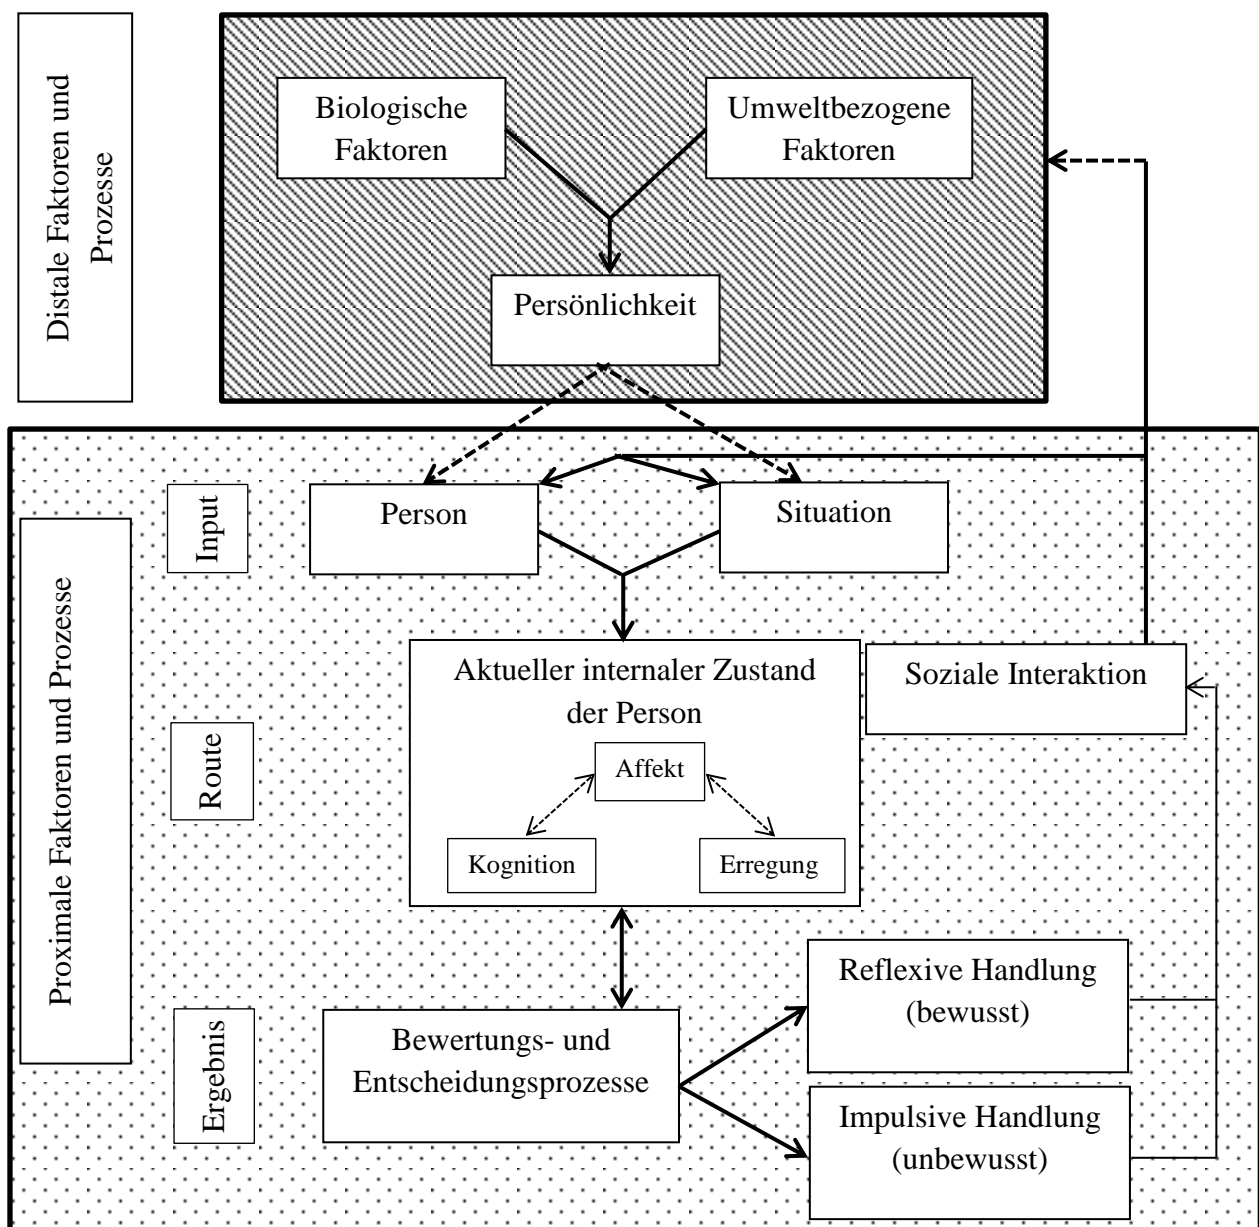 Distale Faktoren und
Prozesse
Biologische
Faktoren
Umweltbezogene
Faktoren
Persönlichkeit
Proximale Faktoren und Prozesse
Input
Person
Situation
Route
Aktueller internaler Zustand
der Person
Affekt
Kognition
Erregung
Soziale Interaktion
Ergebnis
Bewertungs- und
Entscheidungsprozesse
Reflexive Handlung
(bewusst)
Impulsive Handlung
(unbewusst)